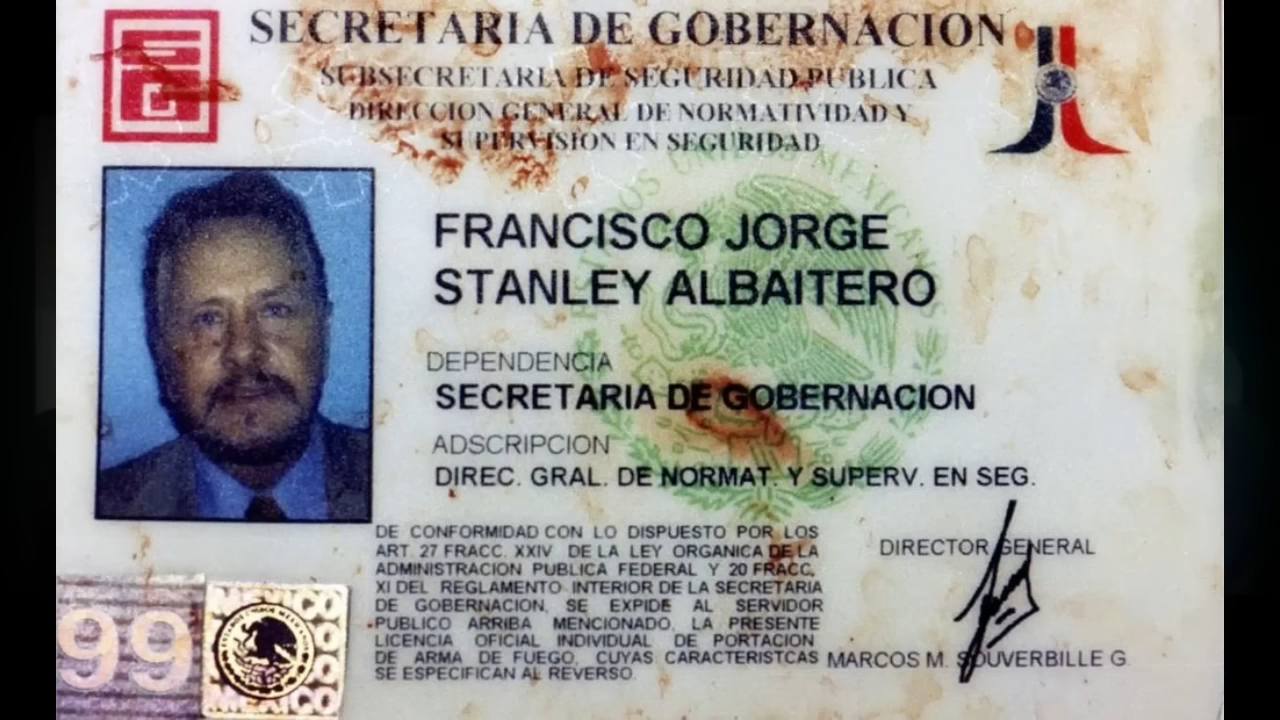 SECRETARIA DE GOBERNACION
SUBSECRETARIA DE SEGURIDAD PUBLICA
DIRECCION GENERAL DE NORMATIVIDAD Y
SUPERVISION EN SEGURIDAD
ESTADOS UNIDOS MEXICANOS
FRANCISCO JORGE
STANLEY ALBAITERO
DEPENDENCIA
SECRETARIA DE GOBERNACION
ADSCRIPCION
DIREC. GRAL. DE NORMAT. Y SUPERV. EN SEG.
DE CONFORMIDAD CON LO DISPUESTO POR LOS
ART. 27 FRACC. XXIV DE LA LEY ORGANICA DE LA
ADMINISTRACION PUBLICA FEDERAL Y 20 FRACC.
XI DEL REGLAMENTO INTERIOR DE LA SECRETARIA
DE GOBERNACION, SE EXPIDE AL SERVIDOR
PUBLICO ARRIBA MENCIONADO, LA PRESENTE
LICENCIA OFICIAL INDIVIDUAL DE PORTACION
DE ARMA DE FUEGO, CUYAS CARACTERISTCAS
SE ESPECIFICAN AL REVERSO.
DIRECTOR GENERAL
MARCOS M. SOUVERBILLE G.
99
MEXICO
MEXICO